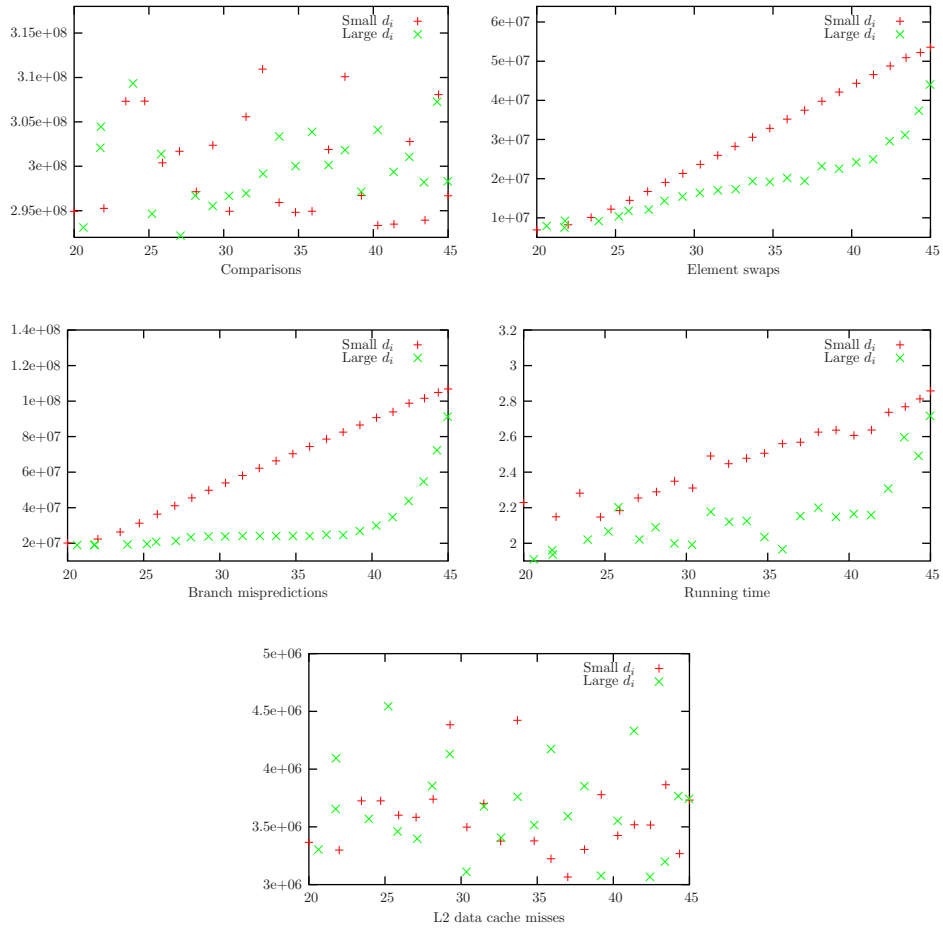 3.15e+08
3.1e+08
3.05e+08
3e+08
2.95e+08
20 25 30 35 40 45
Comparisons
Small d_i
Large d_i
6e+07
5e+07
4e+07
3e+07
2e+07
1e+07
20 25 30 35 40 45
Element swaps
Small d_i
Large d_i
1.4e+08
1.2e+08
1e+08
8e+07
6e+07
4e+07
2e+07
20 25 30 35 40 45
Branch mispredictions
Small d_i
Large d_i
3.2
3
2.8
2.6
2.4
2.2
2
20 25 30 35 40 45
Running time
Small d_i
Large d_i
5e+06
4.5e+06
4e+06
3.5e+06
3e+06
20 25 30 35 40 45
L2 data cache misses
Small d_i
Large d_i